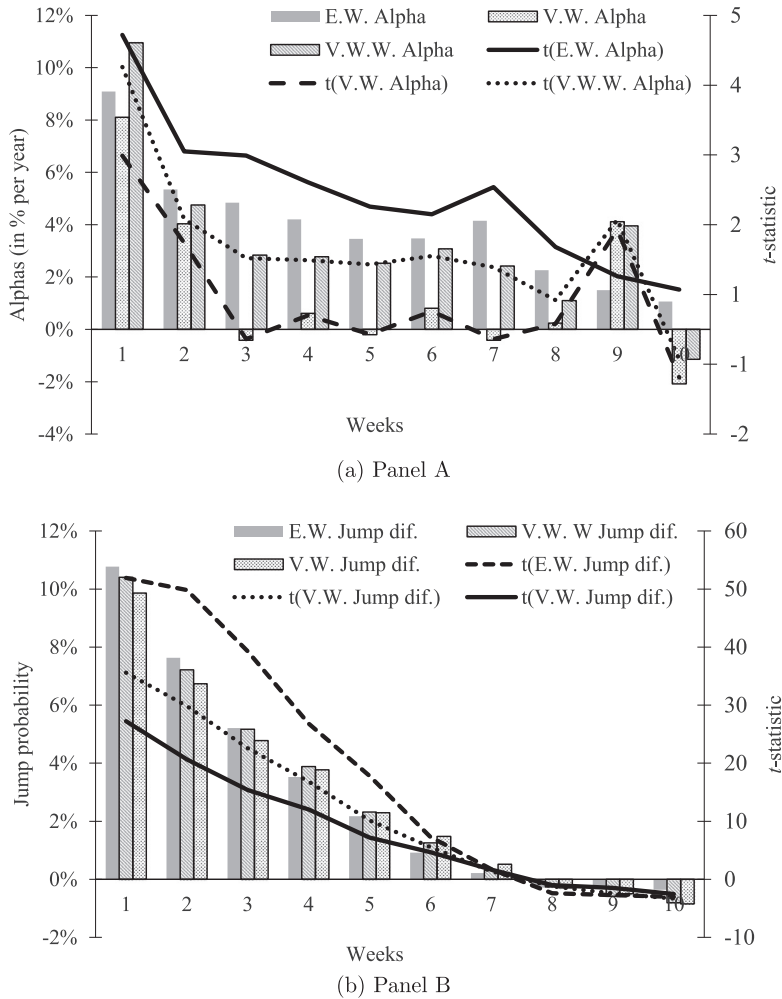 12%
10%
8%
6%
4%
2%
0%
-2%
-4%
Alphas (in % per year)
E.W. Alpha
V.W. Alpha
V.W.W. Alpha
t(E.W. Alpha)
t(V.W. Alpha)
t(V.W.W. Alpha)
5
4
3
2
1
-1
-2
t-statistic
1 2 3 4 5 6 7 8 9 10
Weeks
(a) Panel A
12%
10%
8%
6%
4%
2%
0%
-2%
Jump probability
E.W. Jump dif.
V.W. W Jump dif.
V.W. Jump dif.
t(E.W. Jump dif.)
t(V.W. Jump dif.)
t(V.W. Jump dif.)
60
50
40
30
20
10
0
-10
t-statistic
1 2 3 4 5 6 7 8 9 10
Weeks
(b) Panel B